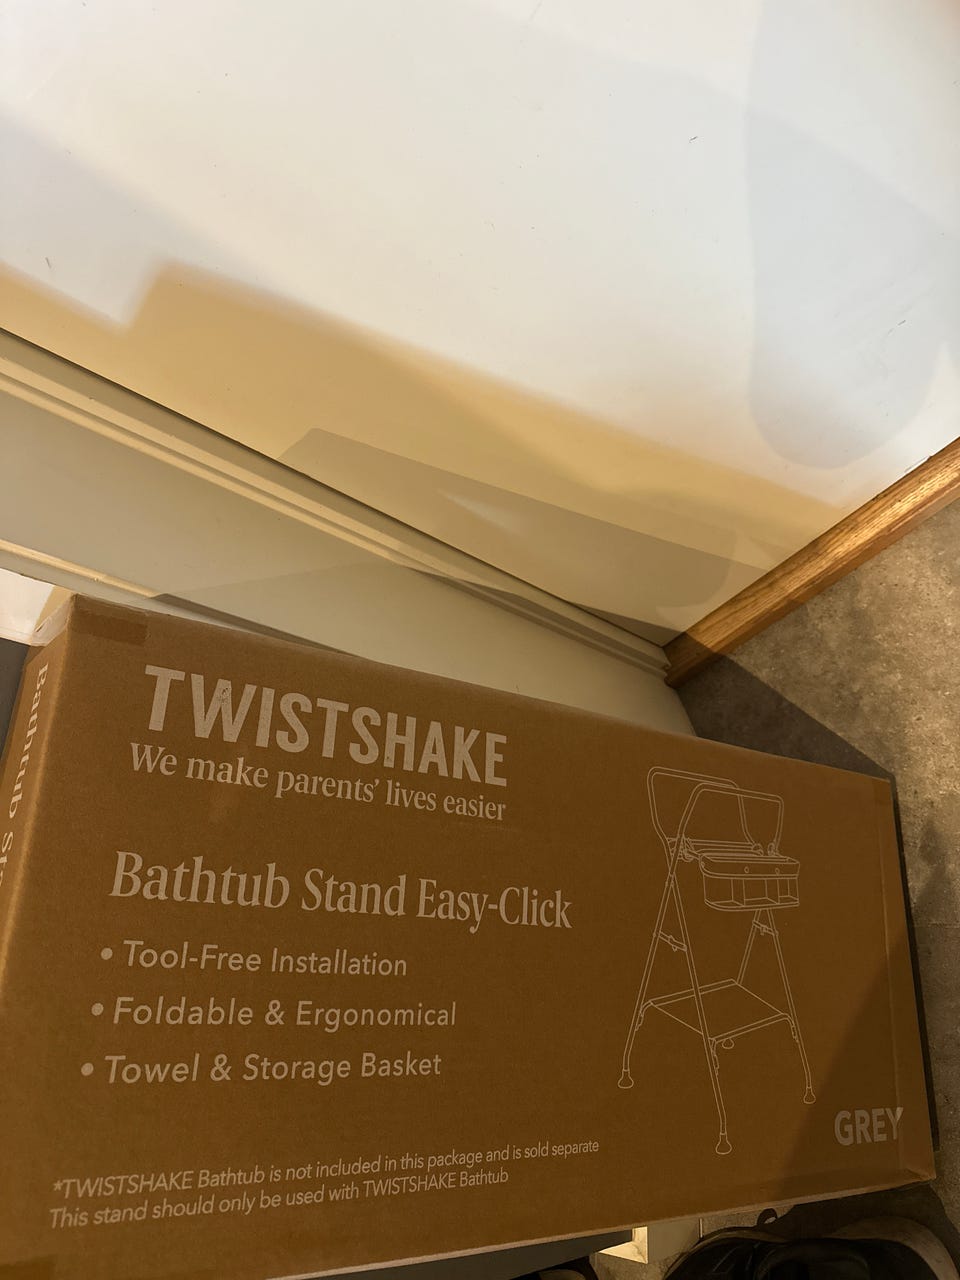 TWISTSHAKE
We make parents’ lives easier
Bathtub Stand Easy-Click
• Tool-Free Installation
• Foldable & Ergonomical
• Towel & Storage Basket
GREY
*TWISTSHAKE Bathtub is not included in this package and is sold separate
This stand should only be used with TWISTSHAKE Bathtub
Bathtub